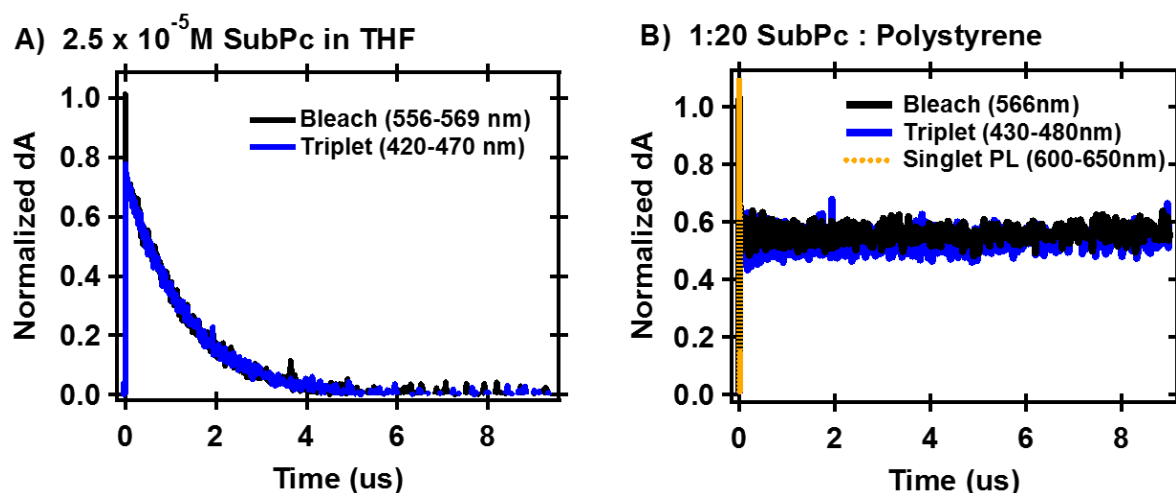 A) 2.5 x 10⁻⁵M SubPc in THF
Normalized dA
1.0
0.8
0.6
0.4
0.2
0.0
Bleach (556-569 nm)
Triplet (420-470 nm)
0 2 4 6 8
Time (us)
B) 1:20 SubPc : Polystyrene
Normalized dA
1.0
0.8
0.6
0.4
0.2
0.0
Bleach (566nm)
Triplet (430-480nm)
Singlet PL (600-650nm)
0 2 4 6 8
Time (us)